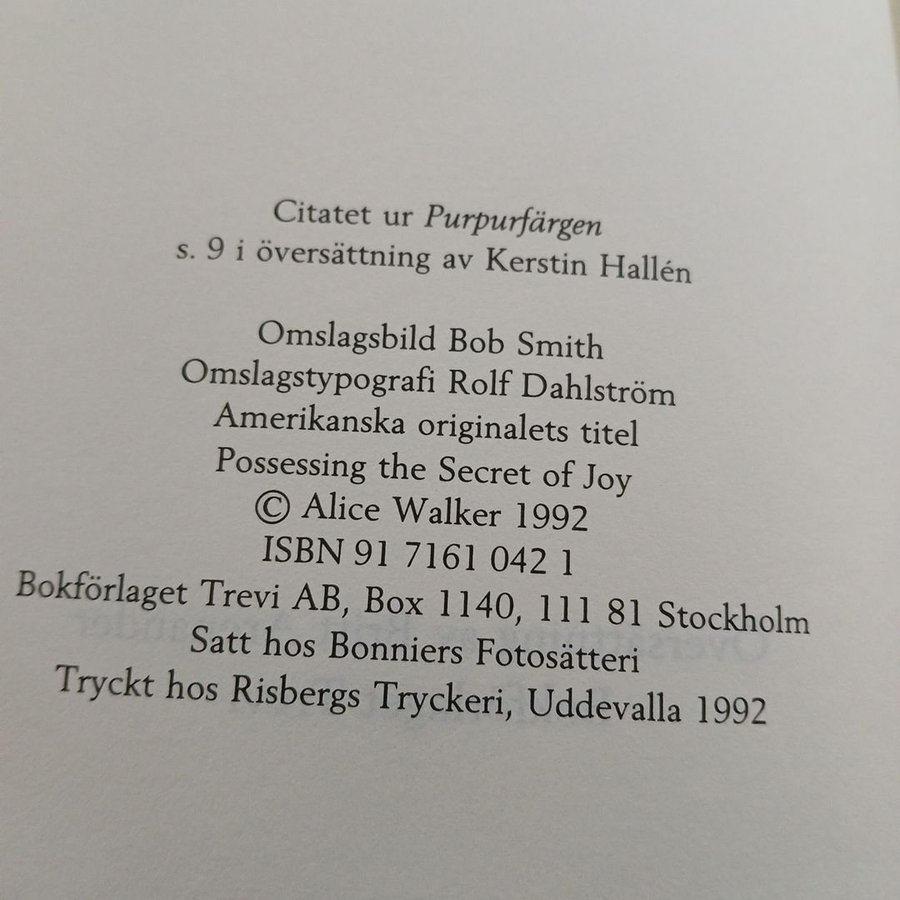 Citatet ur Purpurfärgen
s. 9 i översättning av Kerstin Hallén
Omslagsbild Bob Smith
Omslagstypografi Rolf Dahlström
Amerikanska originalets titel
Possessing the Secret of Joy
© Alice Walker 1992
ISBN 91 7161 042 1
Bokförlaget Trevi AB, Box 1140, 111 81 Stockholm
Satt hos Bonniers Fotosätteri
Tryckt hos Risbergs Tryckeri, Uddevalla 1992